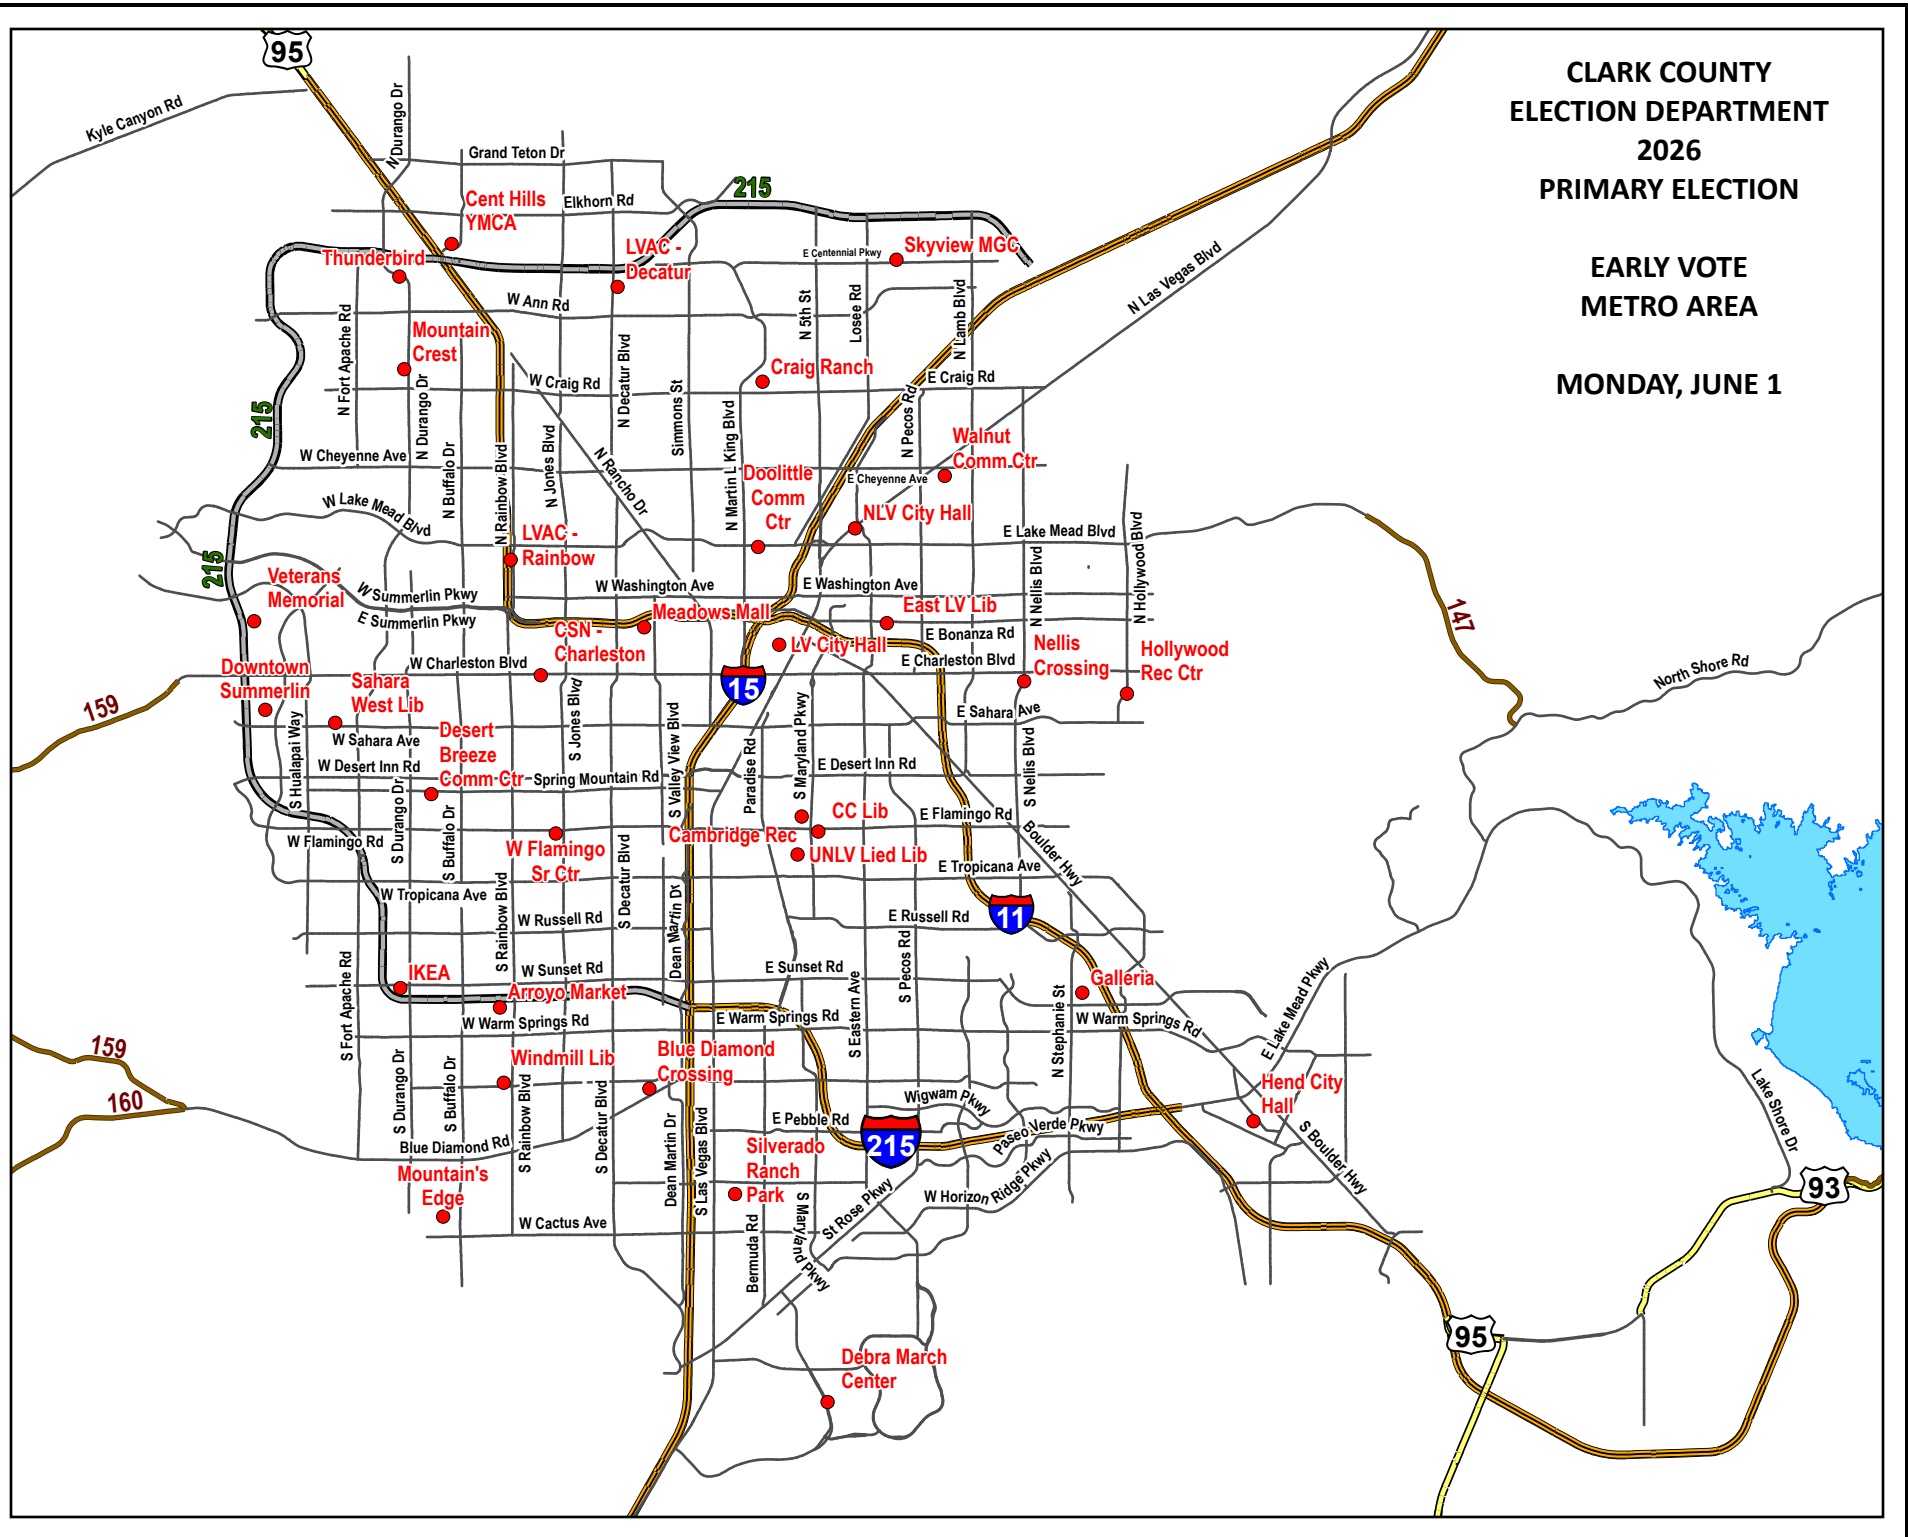 CLARK COUNTY
ELECTION DEPARTMENT
2026
PRIMARY ELECTION
EARLY VOTE
METRO AREA
MONDAY, JUNE 1
95
Kyle Canyon Rd
N Durango Dr
Grand Teton Dr
Cent Hills
YMCA
Elkhorn Rd
215
Thunderbird
LVAC -
Decatur
E Centennial Pkwy
Skyview MGC
N Las Vegas Blvd
W Ann Rd
N Fort Apache Rd
Mountain
Crest
N Decatur Blvd
N 5th St
Losee Rd
N Lamb Blvd
Craig Ranch
W Craig Rd
E Craig Rd
N Durango Dr
Simmons St
N Pecos Rd
215
N Martin L King Blvd
W Cheyenne Ave
N Buffalo Dr
N Rainbow Blvd
N Jones Blvd
N Rancho Dr
Walnut
Comm Ctr
Doolittle
Comm
Ctr
E Cheyenne Ave
W Lake Mead Blvd
NLV City Hall
E Lake Mead Blvd
N Hollywood Blvd
LVAC -
Rainbow
215
Veterans
Memorial
W Summerlin Pkwy
E Summerlin Pkwy
W Washington Ave
E Washington Ave
N Nellis Blvd
147
Meadows Mall
East LV Lib
CSN -
Charleston
LV City Hall
E Bonanza Rd
Nellis
Crossing
Hollywood
Rec Ctr
W Charleston Blvd
E Charleston Blvd
North Shore Rd
Downtown
Summerlin
Sahara
West Lib
15
159
S Hualapai Way
W Sahara Ave
E Sahara Ave
S Jones Blvd
S Valley View Blvd
Paradise Rd
S Maryland Pkwy
S Nellis Blvd
Desert
Breeze
Comm Ctr
W Desert Inn Rd
Spring Mountain Rd
E Desert Inn Rd
S Durango Dr
S Buffalo Dr
CC Lib
E Flamingo Rd
Cambridge Rec
W Flamingo Rd
W Flamingo
Sr Ctr
UNLV Lied Lib
Boulder Hwy
S Decatur Blvd
E Tropicana Ave
W Tropicana Ave
S Rainbow Blvd
Dean Martin Dr
W Russell Rd
E Russell Rd
11
S Fort Apache Rd
IKEA
W Sunset Rd
E Sunset Rd
S Eastern Ave
S Pecos Rd
Galleria
E Lake Mead Pkwy
Arroyo Market
W Warm Springs Rd
E Warm Springs Rd
N Stephanie St
W Warm Springs Rd
159
160
S Durango Dr
S Buffalo Dr
Windmill Lib
S Rainbow Blvd
S Decatur Blvd
Blue Diamond
Crossing
Wigwam Pkwy
Hend City
Hall
Lake Shore Dr
Blue Diamond Rd
Dean Martin Dr
S Las Vegas Blvd
E Pebble Rd
215
Paseo Verde Pkwy
S Boulder Hwy
Silverado
Ranch
Park
Mountain's
Edge
W Horizon Ridge Pkwy
St Rose Pkwy
S Maryland Pkwy
93
W Cactus Ave
Bermuda Rd
95
Debra March
Center